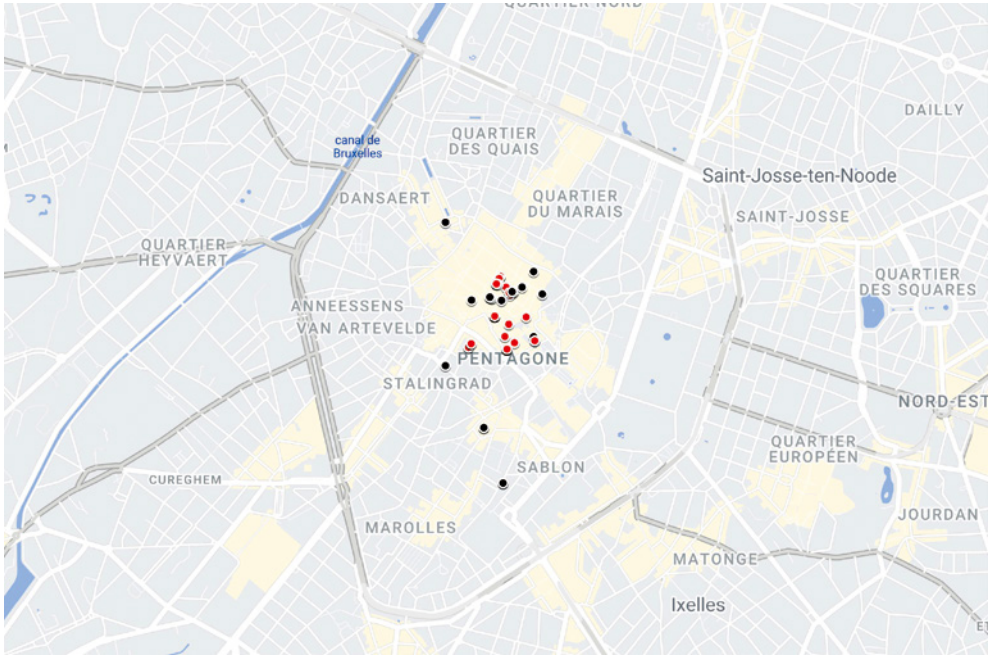 QUARTIER NORD
DAILLY
canal de
Bruxelles
QUARTIER
DES QUAIS
Saint-Josse-ten-Noode
DANSAERT
QUARTIER
DU MARAIS
SAINT-JOSSE
QUARTIER
HEYVAERT
QUARTIER
DES SQUARES
ANNEESSENS
VAN ARTEVELDE
PENTAGONE
STALINGRAD
NORD-EST
QUARTIER
EUROPÉEN
SABLON
CUREGHEM
JOURDAN
MAROLLES
MATONGE
Ixelles